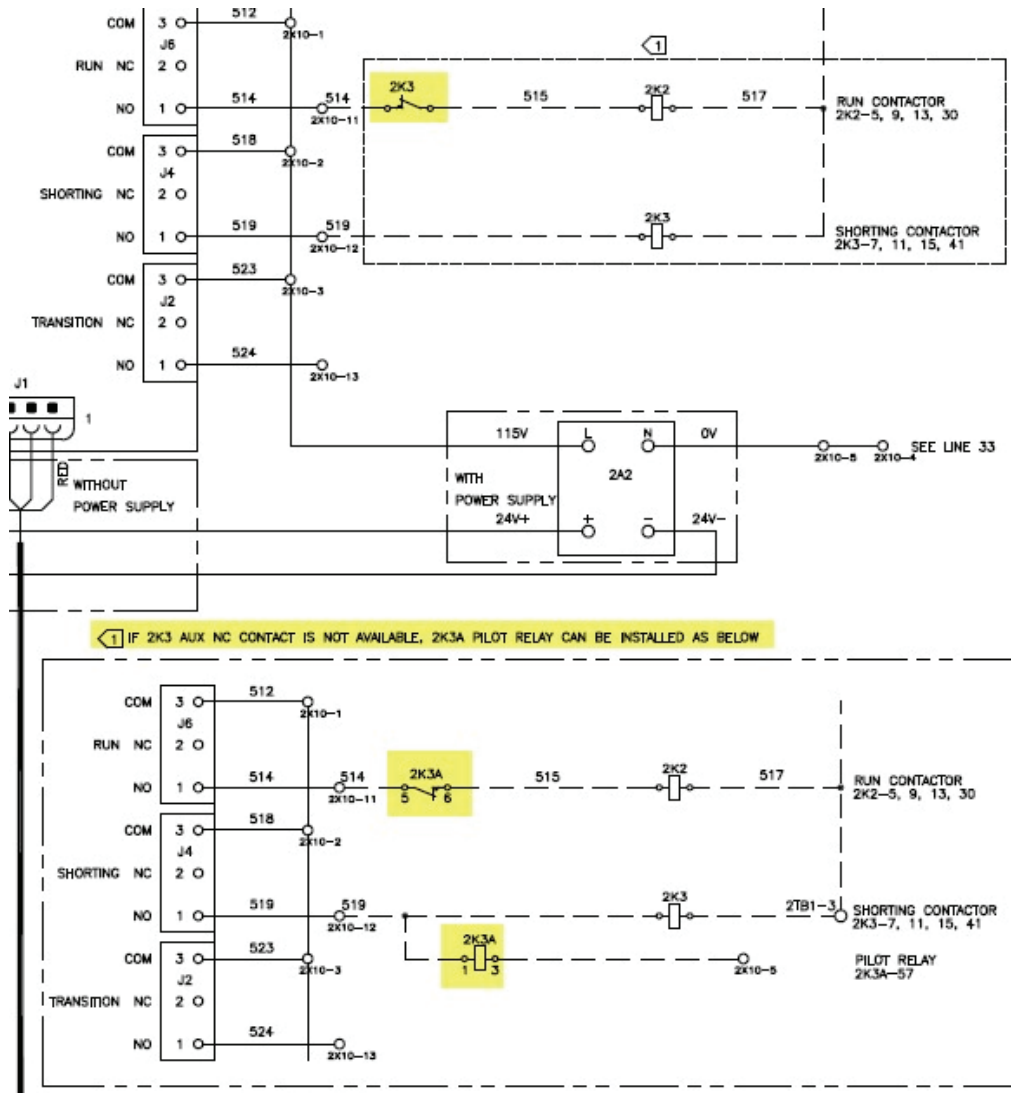 COM 3 512
2X10-1
J6
RUN NC 2
1
2K3
NO 1 514 514 515 2K2 517
2X10-11
RUN CONTACTOR
2K2-5, 9, 13, 30
COM 3 518
2X10-2
J4
SHORTING NC 2
NO 1 519 519 2K3
2X10-12
SHORTING CONTACTOR
2K3-7, 11, 15, 41
COM 3 523
2X10-3
J2
TRANSITION NC 2
NO 1 524
2X10-13
J1
1
RED
WITHOUT
POWER SUPPLY
115V L N 0V
2X10-5 2X10-4 SEE LINE 33
WITH
POWER SUPPLY
2A2
24V+ + - 24V-
1 IF 2K3 AUX NC CONTACT IS NOT AVAILABLE, 2K3A PILOT RELAY CAN BE INSTALLED AS BELOW
COM 3 512
2X10-1
J6
RUN NC 2
NO 1 514 514 2K3A 515 2K2 517
2X10-11 5 6
RUN CONTACTOR
2K2-5, 9, 13, 30
COM 3 518
2X10-2
J4
SHORTING NC 2
NO 1 519 519 2K3 2TB1-3
2X10-12
SHORTING CONTACTOR
2K3-7, 11, 15, 41
COM 3 523
2X10-3
2K3A
1 3
2X10-5
PILOT RELAY
2K3A-57
J2
TRANSITION NC 2
NO 1 524
2X10-13